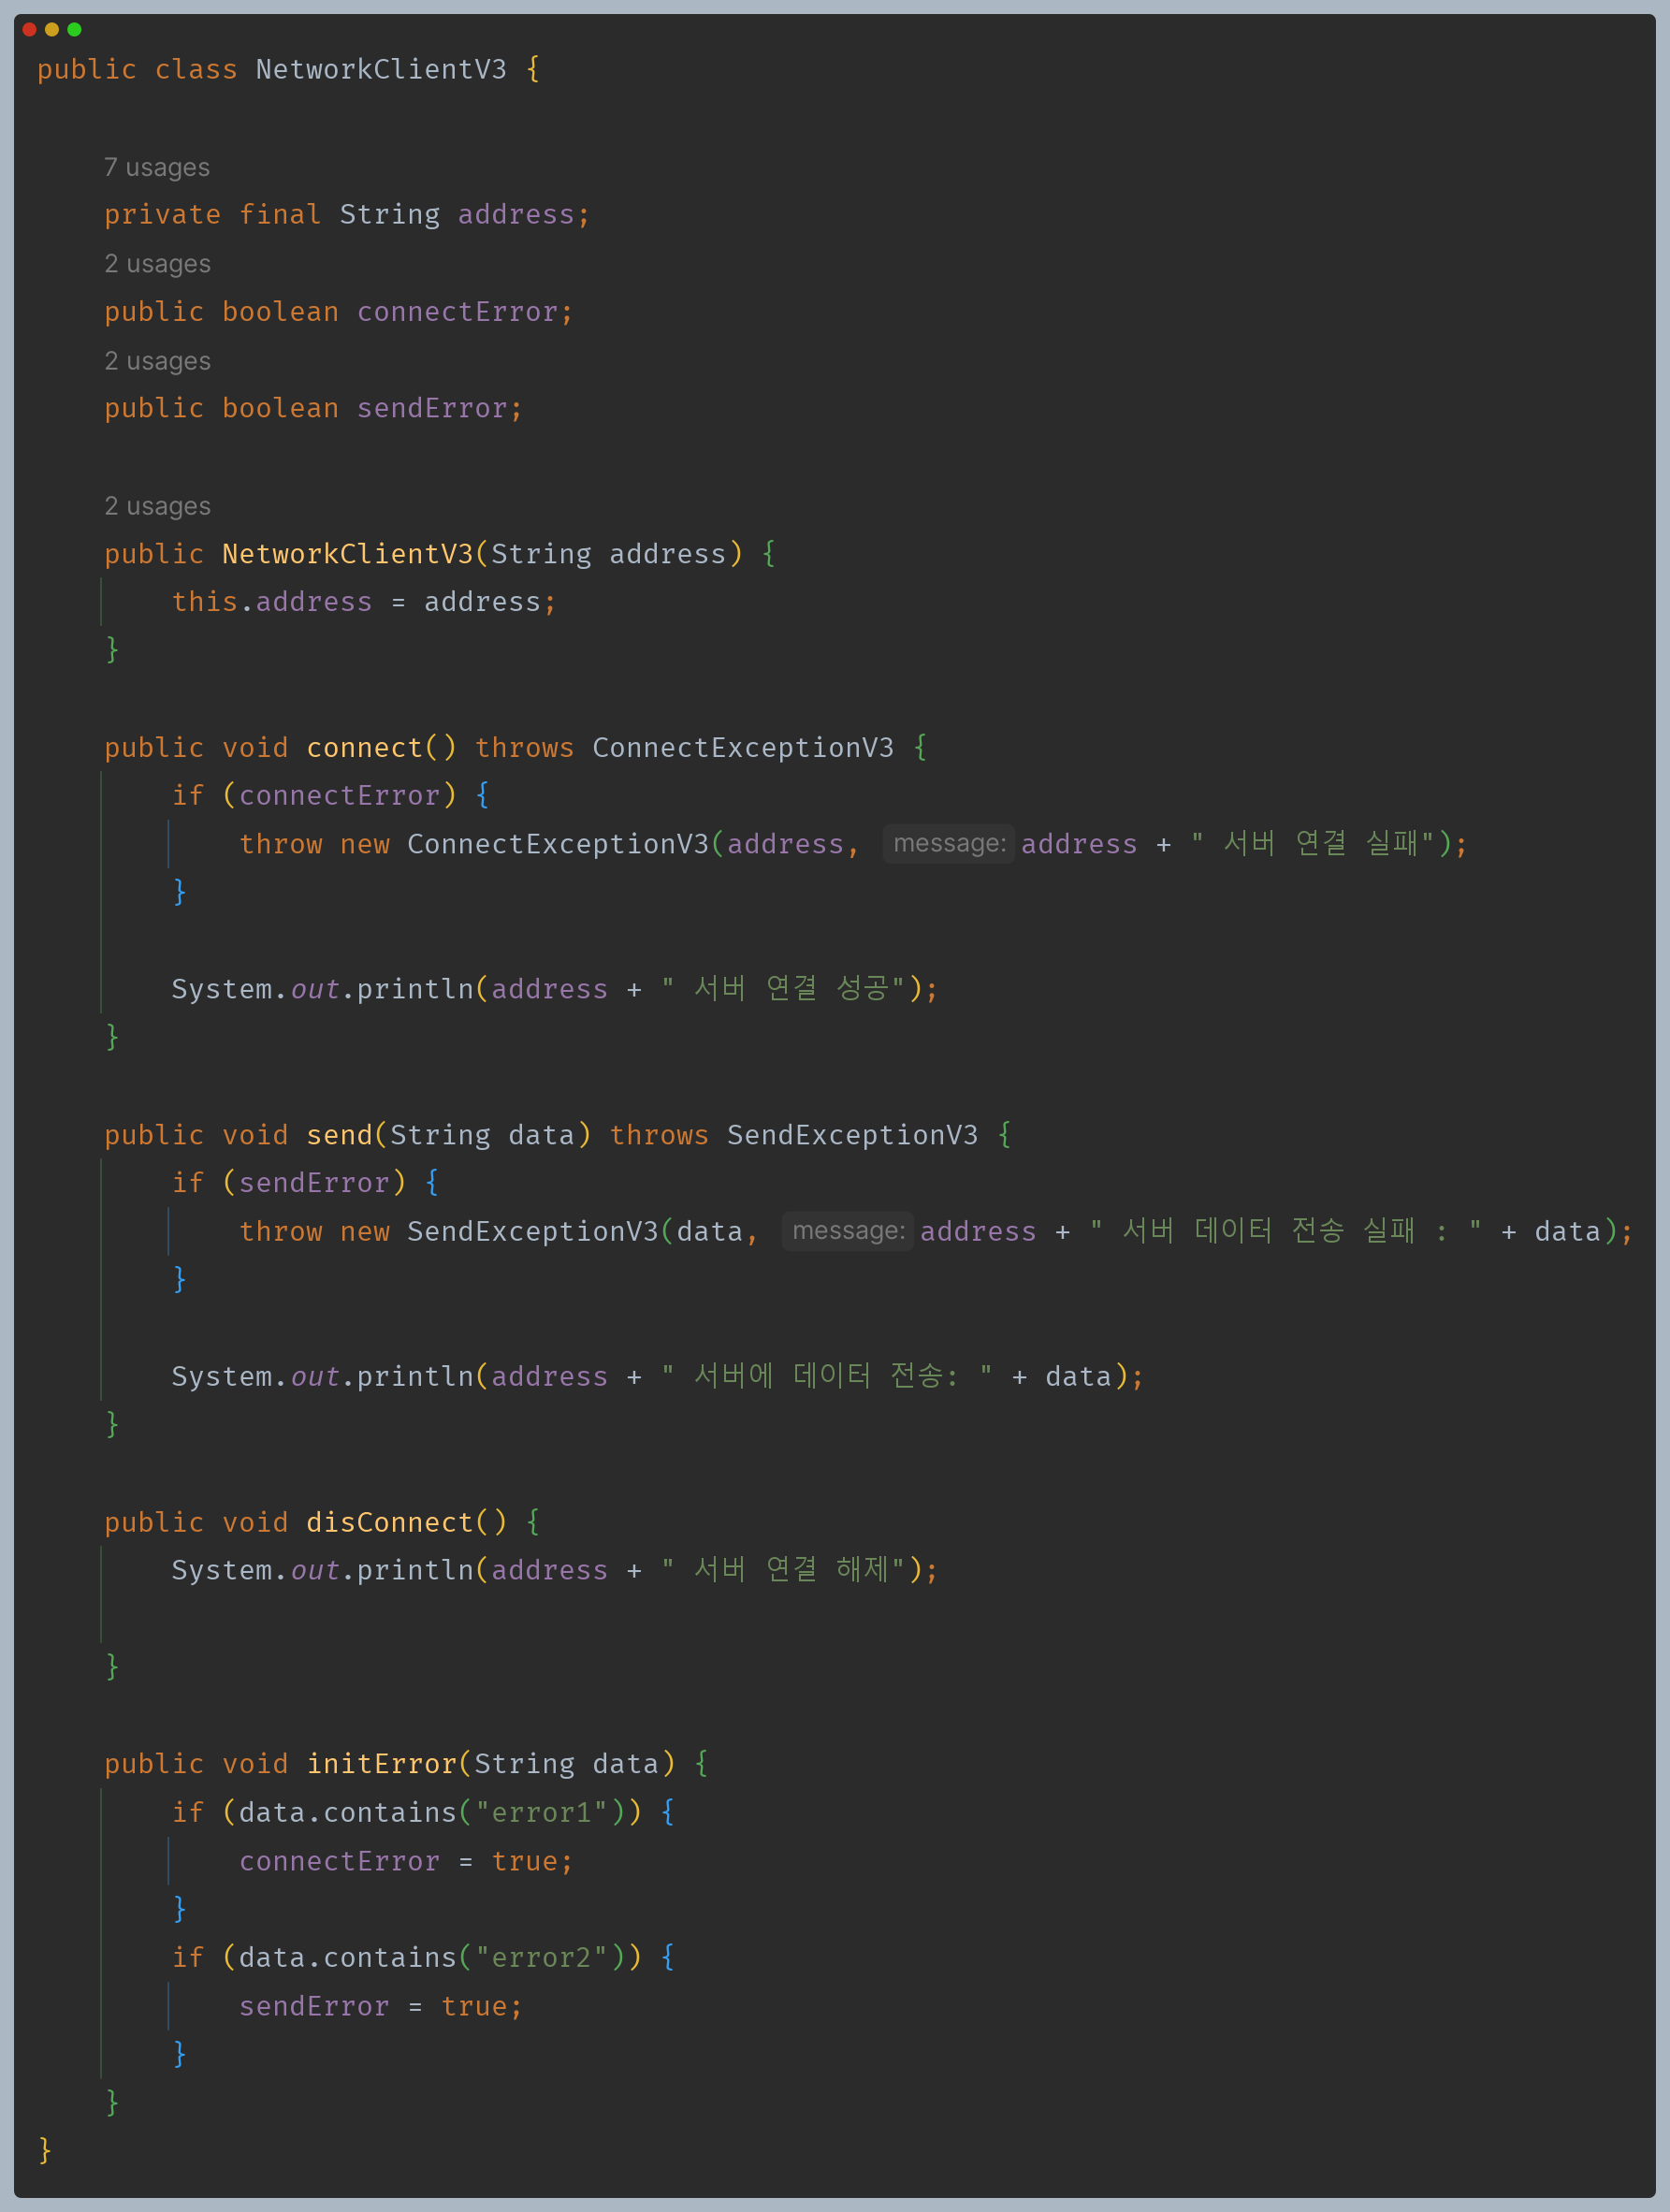 public class NetworkClientV3 {
7 usages
private final String address;
2 usages
public boolean connectError;
2 usages
public boolean sendError;
2 usages
public NetworkClientV3(String address) {
this.address = address;
}
public void connect() throws ConnectExceptionV3 {
if (connectError) {
throw new ConnectExceptionV3(address, message: address + " 서버 연결 실패");
}
System.out.println(address + " 서버 연결 성공");
}
public void send(String data) throws SendExceptionV3 {
if (sendError) {
throw new SendExceptionV3(data, message: address + " 서버 데이터 전송 실패 : " + data);
}
System.out.println(address + " 서버에 데이터 전송: " + data);
}
public void disConnect() {
System.out.println(address + " 서버 연결 해제");
}
public void initError(String data) {
if (data.contains("error1")) {
connectError = true;
}
if (data.contains("error2")) {
sendError = true;
}
}
}